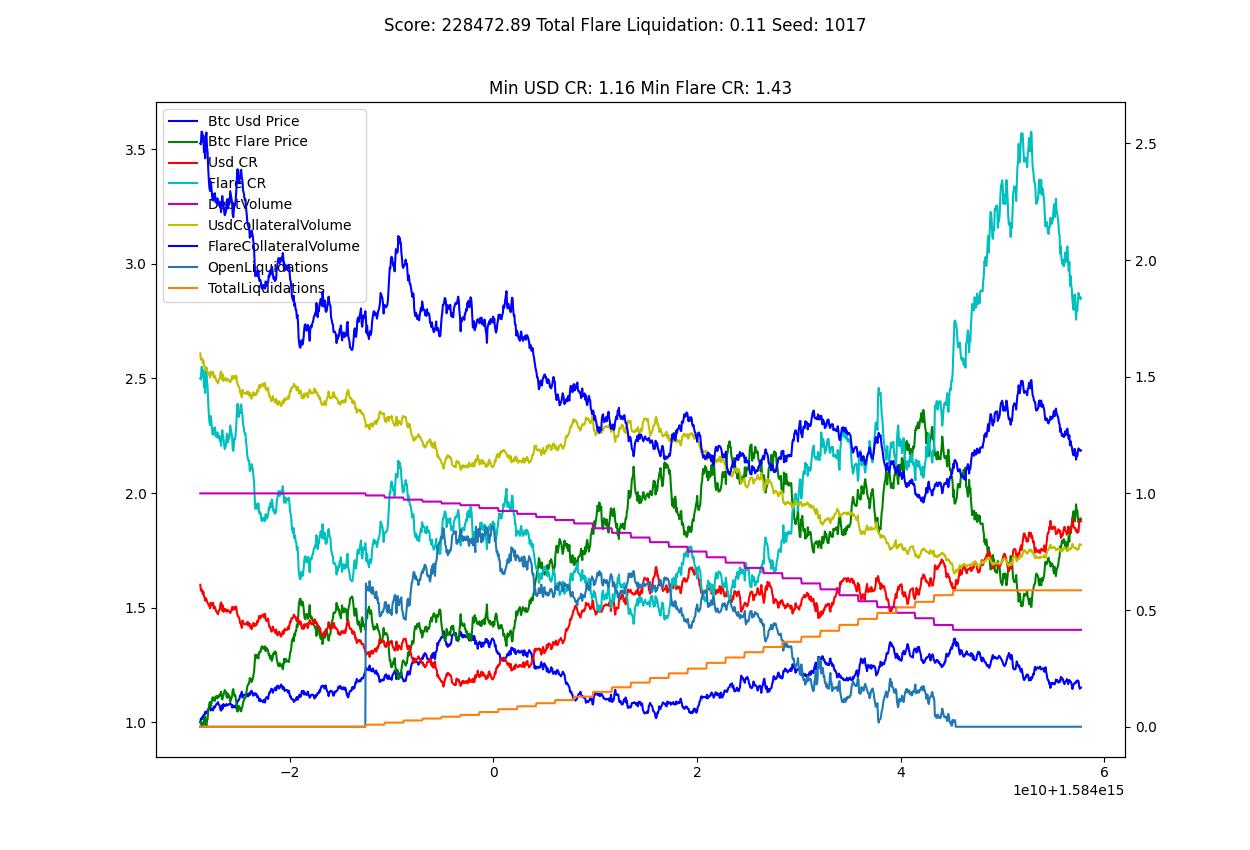 Score: 228472.89 Total Flare Liquidation: 0.11 Seed: 1017
Min USD CR: 1.16 Min Flare CR: 1.43
Btc Usd Price
Btc Flare Price
Usd CR
Flare CR
DebtVolume
UsdCollateralVolume
FlareCollateralVolume
OpenLiquidations
TotalLiquidations
3.5
3.0
2.5
2.0
1.5
1.0
2.5
2.0
1.5
1.0
0.5
0.0
−2
0
2
4
6
1e10+1.584e15